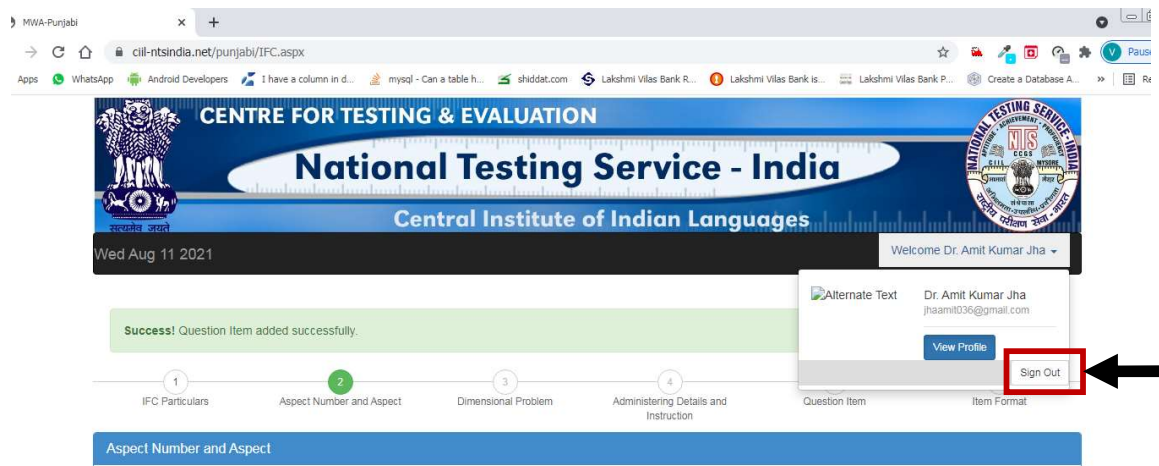 MWA-Punjabi
ciil-ntsindia.net/punjabi/IFC.aspx
Paus
Apps WhatsApp Android Developers I have a column in d... mysql - Can a table h... shiddat.com Lakshmi Vilas Bank R... Lakshmi Vilas Bank is... Lakshmi Vilas Bank P... Create a Database A... » Re
CENTRE FOR TESTING & EVALUATION
National Testing Service - India
Central Institute of Indian Languages
सत्यमेव जयते
NATIONAL TESTING SERVICE - INDIA
NTS
राष्ट्रीय परीक्षण सेवा - भारत
Wed Aug 11 2021
Welcome Dr. Amit Kumar Jha
Alternate Text
Dr. Amit Kumar Jha
jhaamit036@gmail.com
View Profile
Sign Out
Success! Question Item added successfully.
1
IFC Particulars
2
Aspect Number and Aspect
3
Dimensional Problem
4
Administering Details and
Instruction
Question Item
Item Format
Aspect Number and Aspect